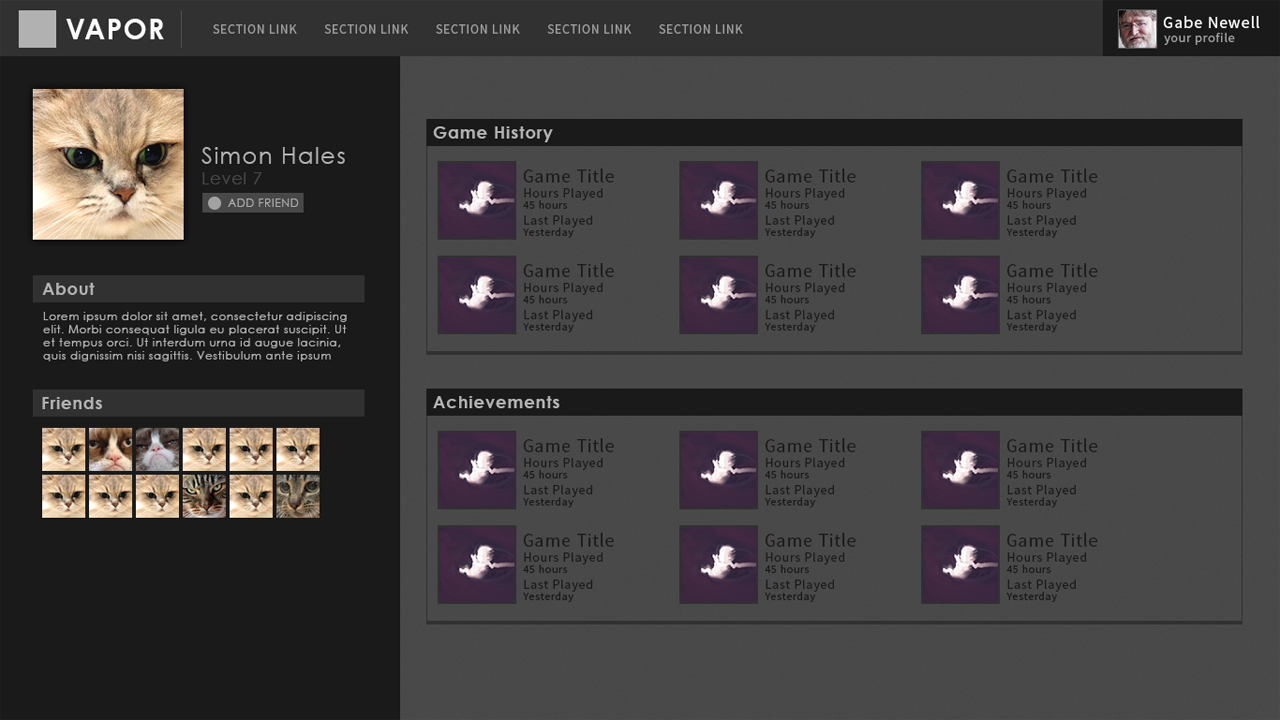 VAPOR
SECTION LINK SECTION LINK SECTION LINK SECTION LINK SECTION LINK
Gabe Newell
your profile
Simon Hales
Level 7
ADD FRIEND
About
Lorem ipsum dolor sit amet, consectetur adipiscing
elit. Morbi consequat ligula eu placerat suscipit. Ut
et tempus orci. Ut interdum urna id augue lacinia,
quis dignissim nisi sagittis. Vestibulum ante ipsum
Friends
Game History
Game Title
Hours Played
45 hours
Last Played
Yesterday
Game Title
Hours Played
45 hours
Last Played
Yesterday
Game Title
Hours Played
45 hours
Last Played
Yesterday
Game Title
Hours Played
45 hours
Last Played
Yesterday
Game Title
Hours Played
45 hours
Last Played
Yesterday
Game Title
Hours Played
45 hours
Last Played
Yesterday
Achievements
Game Title
Hours Played
45 hours
Last Played
Yesterday
Game Title
Hours Played
45 hours
Last Played
Yesterday
Game Title
Hours Played
45 hours
Last Played
Yesterday
Game Title
Hours Played
45 hours
Last Played
Yesterday
Game Title
Hours Played
45 hours
Last Played
Yesterday
Game Title
Hours Played
45 hours
Last Played
Yesterday